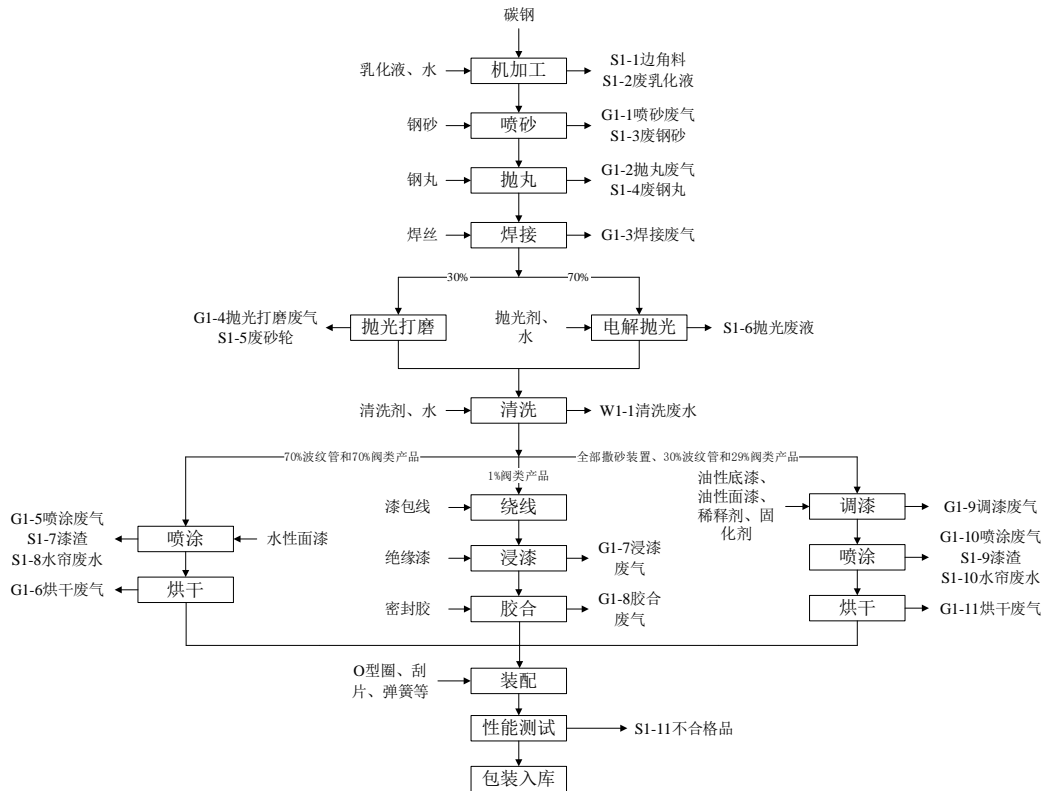 碳钢
乳化液、水
机加工
S1-1边角料
S1-2废乳化液
钢砂
喷砂
G1-1喷砂废气
S1-3废钢砂
钢丸
抛丸
G1-2抛丸废气
S1-4废钢丸
焊丝
焊接
G1-3焊接废气
30%
70%
G1-4抛光打磨废气
S1-5废砂轮
抛光打磨
抛光剂、
水
电解抛光
S1-6抛光废液
清洗剂、水
清洗
W1-1清洗废水
70%波纹管和70%阀类产品
1%阀类产品
全部撒砂装置、30%波纹管和29%阀类产品
G1-5喷涂废气
S1-7漆渣
S1-8水帘废水
喷涂
水性面漆
G1-6烘干废气
烘干
漆包线
绕线
绝缘漆
浸漆
G1-7浸漆
废气
密封胶
胶合
G1-8胶合
废气
油性底漆、
油性面漆、
稀释剂、固
化剂
调漆
G1-9调漆废气
喷涂
G1-10喷涂废气
S1-9漆渣
S1-10水帘废水
烘干
G1-11烘干废气
O型圈、刮
片、弹簧等
装配
性能测试
S1-11不合格品
包装入库